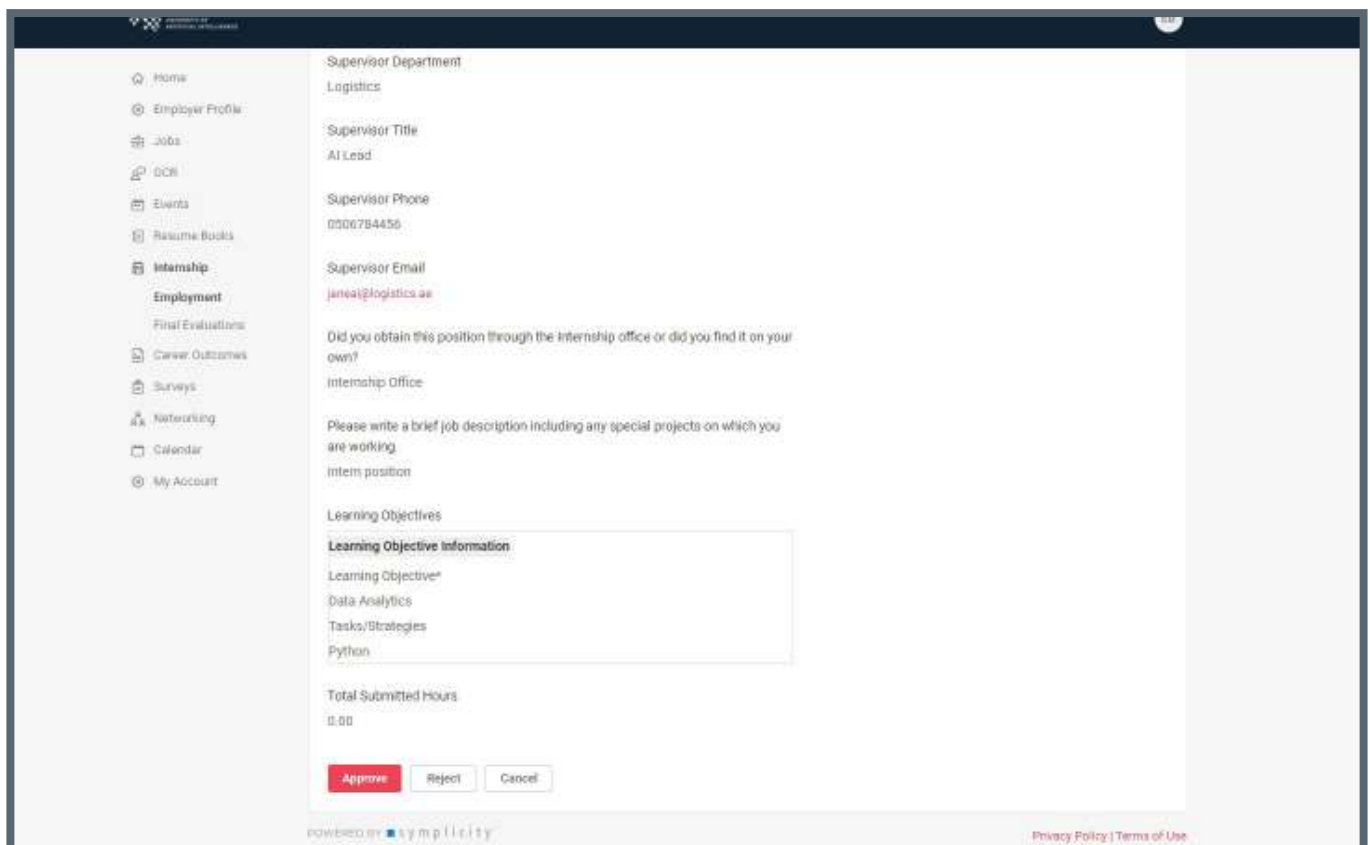 UNIVERSITY OF
ARTIFICIAL INTELLIGENCE
Home
Employer Profile
Jobs
OCR
Events
Resume Books
Internship
Employment
Final Evaluations
Career Outcomes
Surveys
Networking
Calendar
My Account
Supervisor Department
Logistics
Supervisor Title
AI Lead
Supervisor Phone
0506784456
Supervisor Email
Did you obtain this position through the Internship office or did you find it on your
own?
Internship Office
Please write a brief job description including any special projects on which you
are working.
Intern position
Learning Objectives
Learning Objective Information
Learning Objective*
Data Analytics
Tasks/Strategies
Python
Total Submitted Hours
0:00
Approve
Reject
Cancel
POWERED BY symplicity
Privacy Policy | Terms of Use